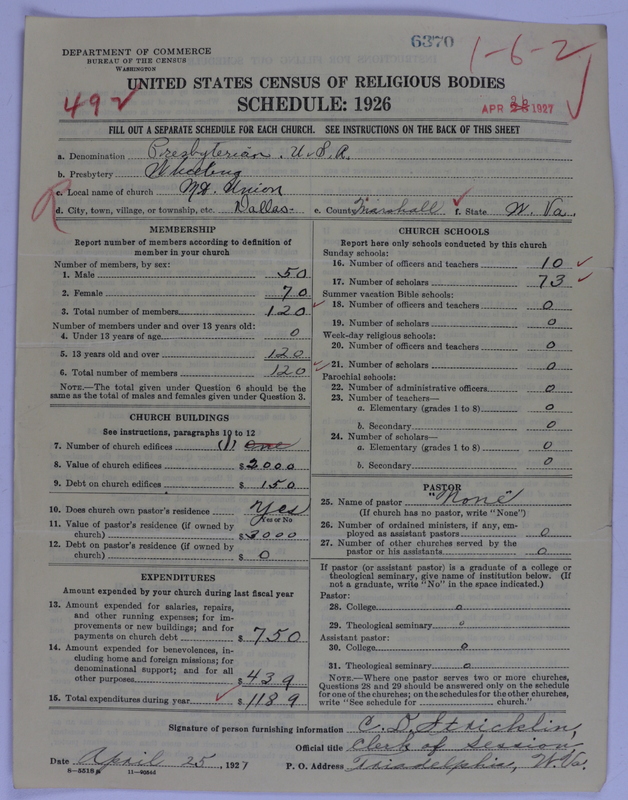 6370
1-6-2
DEPARTMENT OF COMMERCE
BUREAU OF THE CENSUS
WASHINGTON
UNITED STATES CENSUS OF RELIGIOUS BODIES
SCHEDULE: 1926
492
APR 26 1927
FILL OUT A SEPARATE SCHEDULE FOR EACH CHURCH. SEE INSTRUCTIONS ON THE BACK OF THIS SHEET
a. Denomination Presbyterian. U.S.A.
b. Presbytery Wheeling
c. Local name of church Mt. Union
R
d. City, town, village, or township, etc. Dallas- e. County Marshall f. State W. Va.
MEMBERSHIP
Report number of members according to definition of member in your church
Number of members, by sex:
1. Male 50
2. Female 70
3. Total number of members 120
Number of members under and over 13 years old:
4. Under 13 years of age 0
5. 13 years old and over 120
6. Total number of members 120
NOTE.—The total given under Question 6 should be the same as the total of males and females given under Question 3.
CHURCH BUILDINGS
See instructions, paragraphs 10 to 12
7. Number of church edifices (1) one
8. Value of church edifices $2000
9. Debt on church edifices $ 150
10. Does church own pastor's residence Yes
Yes or No
11. Value of pastor's residence (if owned by church) $3000
12. Debt on pastor's residence (if owned by church) $ 0
EXPENDITURES
Amount expended by your church during last fiscal year
13. Amount expended for salaries, repairs, and other running expenses; for improvements or new buildings; and for payments on church debt $ 750
14. Amount expended for benevolences, including home and foreign missions; for denominational support; and for all other purposes $ 439
15. Total expenditures during year $ 1189
CHURCH SCHOOLS
Report here only schools conducted by this church
Sunday schools:
16. Number of officers and teachers 10
17. Number of scholars 73
Summer vacation Bible schools:
18. Number of officers and teachers 0
19. Number of scholars 0
Week-day religious schools:
20. Number of officers and teachers 0
21. Number of scholars 0
Parochial schools:
22. Number of administrative officers 0
23. Number of teachers—
a. Elementary (grades 1 to 8) 0
b. Secondary 0
24. Number of scholars—
a. Elementary (grades 1 to 8) 0
b. Secondary 0
PASTOR
25. Name of pastor "None"
(If church has no pastor, write "None")
26. Number of ordained ministers, if any, employed as assistant pastors 0
27. Number of other churches served by the pastor or his assistants 0
If pastor (or assistant pastor) is a graduate of a college or theological seminary, give name of institution below. (If not a graduate, write "No" in the space indicated.)
Pastor:
28. College 0
29. Theological seminary 0
Assistant pastor:
30. College 0
31. Theological seminary 0
NOTE.—Where one pastor serves two or more churches, Questions 28 and 29 should be answered only on the schedule for one of the churches; on the schedules for the other churches, write "See schedule for ________ church."
Signature of person furnishing information C. D. Stricklin,
Official title Clerk of Session
Date April 25, 1927 P. O. Address Triadelphia, W. Va.
8-5518a 11-9056d